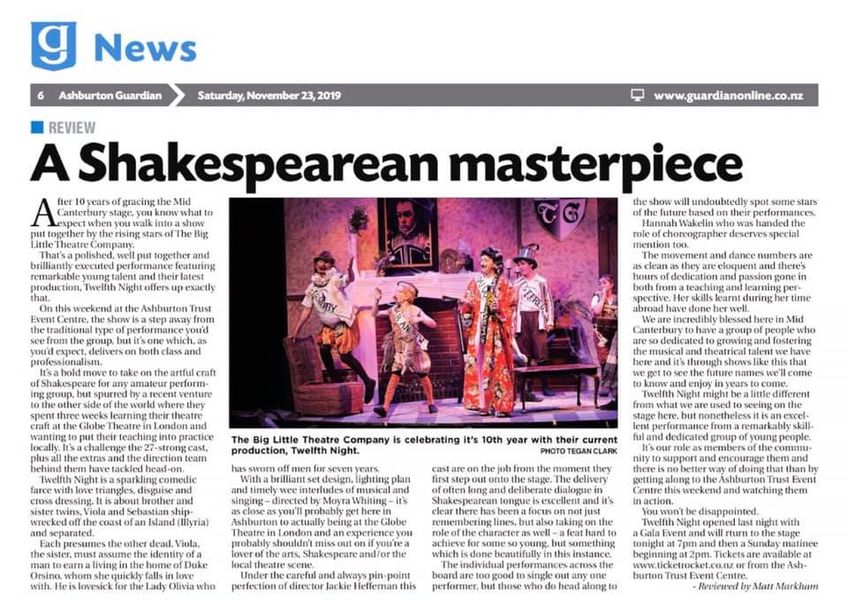 g News
6 Ashburton Guardian Saturday, November 23, 2019 www.guardianonline.co.nz
REVIEW
A Shakespearean masterpiece
After 10 years of gracing the Mid
Canterbury stage, you know what to
expect when you walk into a show
put together by the rising stars of The Big
Little Theatre Company.
That's a polished, well put together and
brilliantly executed performance featuring
remarkable young talent and their latest
production, Twelfth Night offers up exactly
that.
On this weekend at the Ashburton Trust
Event Centre, the show is a step away from
the traditional type of performance you'd
see from the group, but it's one which, as
you'd expect, delivers on both class and
professionalism.
It's a bold move to take on the artful craft
of Shakespeare for any amateur perform-
ing group, but spurred by a recent venture
to the other side of the world where they
spent three weeks learning their theatre
craft at the Globe Theatre in London and
wanting to put their teaching into practice
locally. It's a challenge the 27-strong cast,
plus all the extras and the direction team
behind them have tackled head-on.
Twelfth Night is a sparkling comedic
farce with love triangles, disguise and
cross dressing. It is about brother and
sister twins, Viola and Sebastian ship-
wrecked off the coast of an Island (Illyria)
and separated.
Each presumes the other dead. Viola,
the sister, must assume the identity of a
man to earn a living in the home of Duke
Orsino, whom she quickly falls in love
with. He is lovesick for the Lady Olivia who
T G
The Big Little Theatre Company is celebrating it's 10th year with their current
production, Twelfth Night.
PHOTO TEGAN CLARK
has sworn off men for seven years.
With a brilliant set design, lighting plan
and timely wee interludes of musical and
singing – directed by Moyra Whiting – it's
as close as you'll probably get here in
Ashburton to actually being at the Globe
Theatre in London and an experience you
probably shouldn't miss out on if you're a
lover of the arts, Shakespeare and/or the
local theatre scene.
Under the careful and always pin-point
perfection of director Jackie Heffernan this
cast are on the job from the moment they
first step out onto the stage. The delivery
of often long and deliberate dialogue in
Shakespearean tongue is excellent and it's
clear there has been a focus on not just
remembering lines, but also taking on the
role of the character as well – a feat hard to
achieve for some so young, but something
which is done beautifully in this instance.
The individual performances across the
board are too good to single out any one
performer, but those who do head along to
the show will undoubtedly spot some stars
of the future based on their performances.
Hannah Wakelin who was handed the
role of choreographer deserves special
mention too.
The movement and dance numbers are
as clean as they are eloquent and there's
hours of dedication and passion gone in
both from a teaching and learning per-
spective. Her skills learnt during her time
abroad have done her well.
We are incredibly blessed here in Mid
Canterbury to have a group of people who
are so dedicated to growing and fostering
the musical and theatrical talent we have
here and it's through shows like this that
we get to see the future names we'll come
to know and enjoy in years to come.
Twelfth Night might be a little different
from what we are used to seeing on the
stage here, but nonetheless it is an excel-
lent performance from a remarkably skill-
ful and dedicated group of young people.
It's our role as members of the commu-
nity to support and encourage them and
there is no better way of doing that than by
getting along to the Ashburton Trust Event
Centre this weekend and watching them
in action.
You won't be disappointed.
Twelfth Night opened last night with
a Gala Event and will return to the stage
tonight at 7pm and then a Sunday matinee
beginning at 2pm. Tickets are available at
www.ticketrocket.co.nz or from the Ash-
burton Trust Event Centre.
- Reviewed by Matt Markham